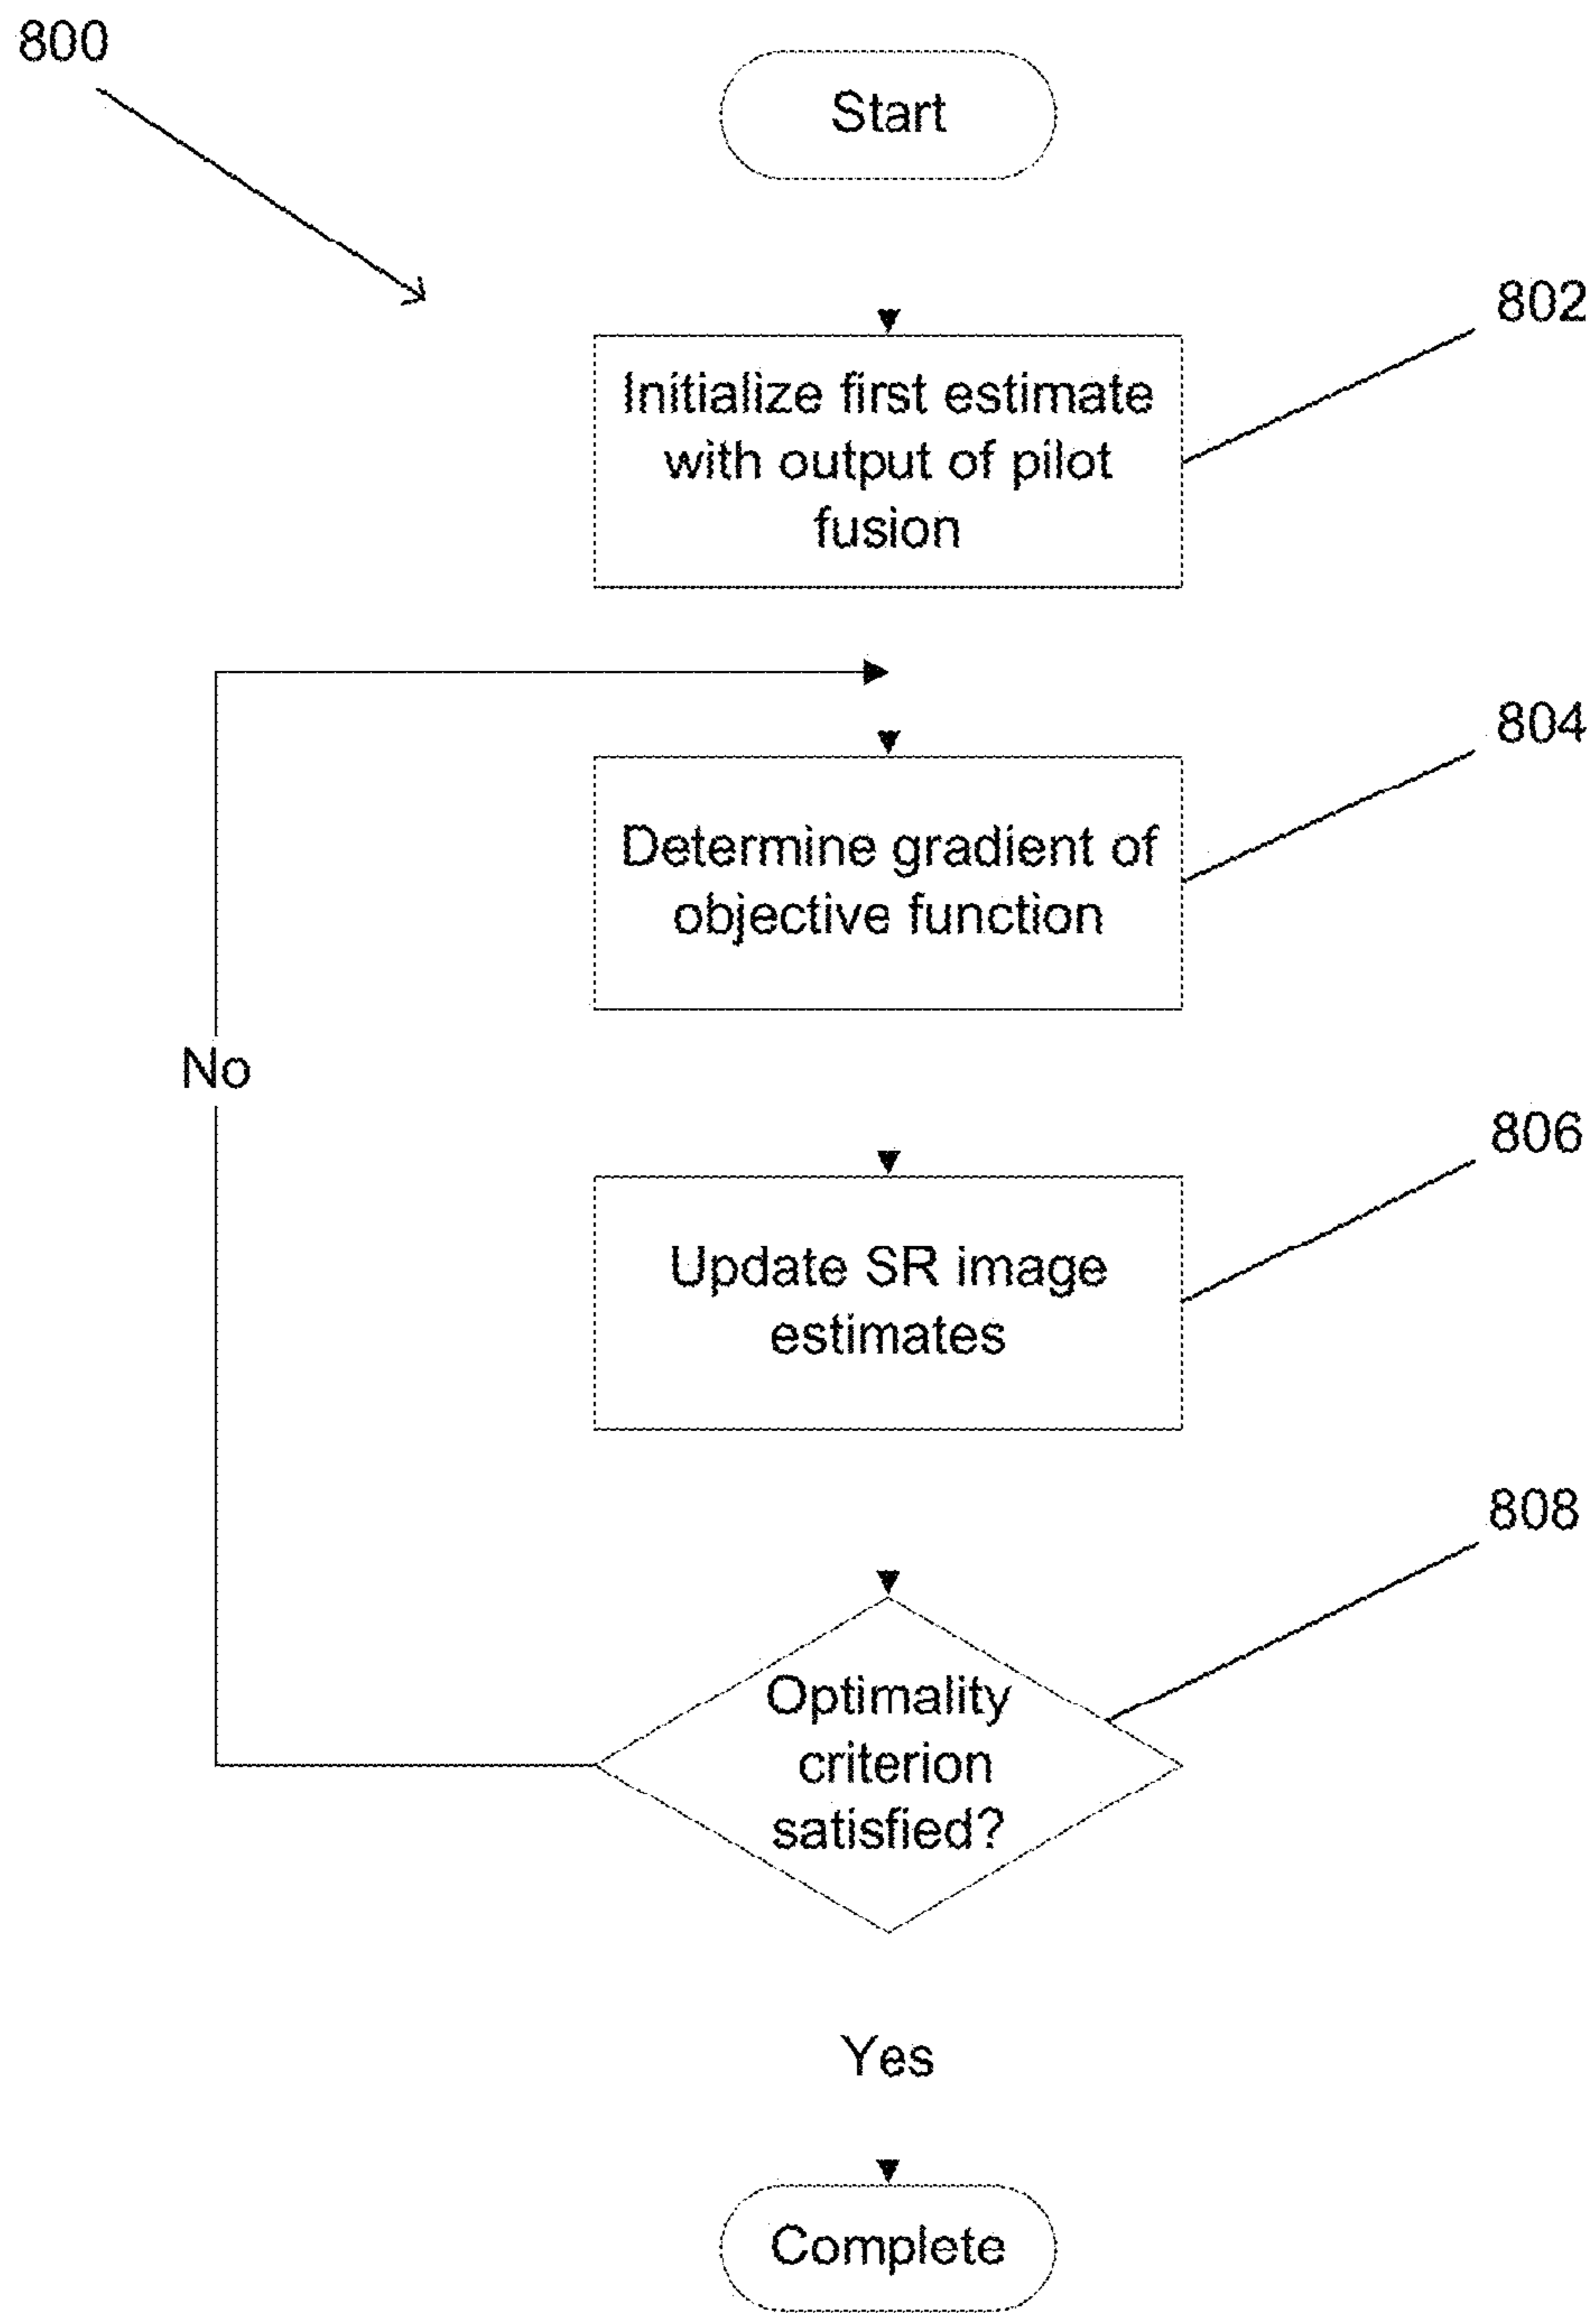 800
Start
802
Initialize first estimate
with output of pilot
fusion
804
Determine gradient of
objective function
No
806
Update SR image
estimates
808
Optimality
criterion
satisfied?
Yes
Complete